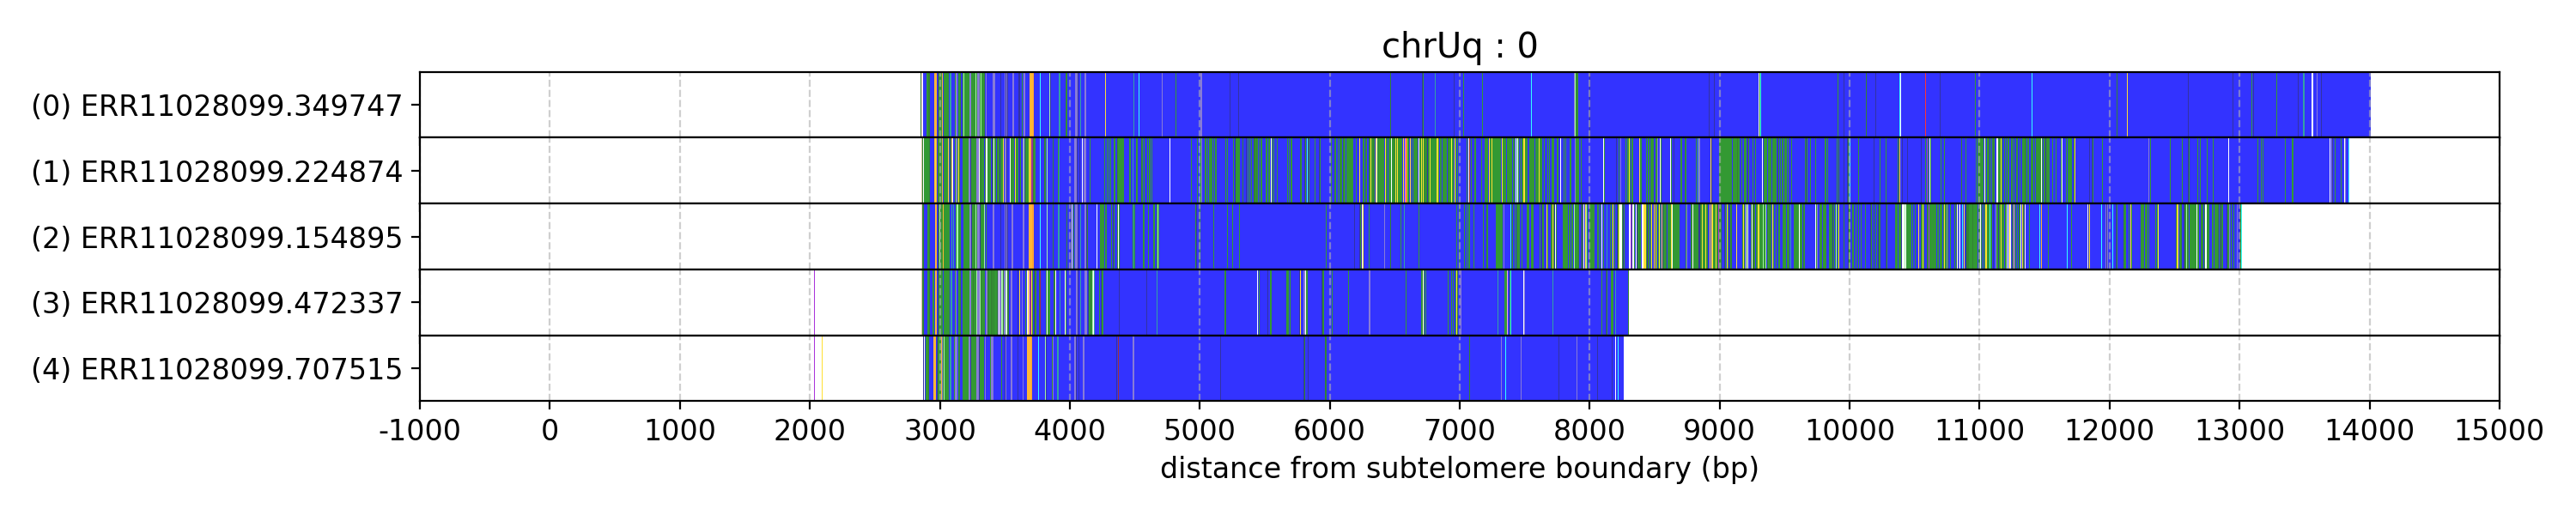 chrUq : 0
(0) ERR11028099.349747
(1) ERR11028099.224874
(2) ERR11028099.154895
(3) ERR11028099.472337
(4) ERR11028099.707515
-1000 0 1000 2000 3000 4000 5000 6000 7000 8000 9000 10000 11000 12000 13000 14000 15000
distance from subtelomere boundary (bp)